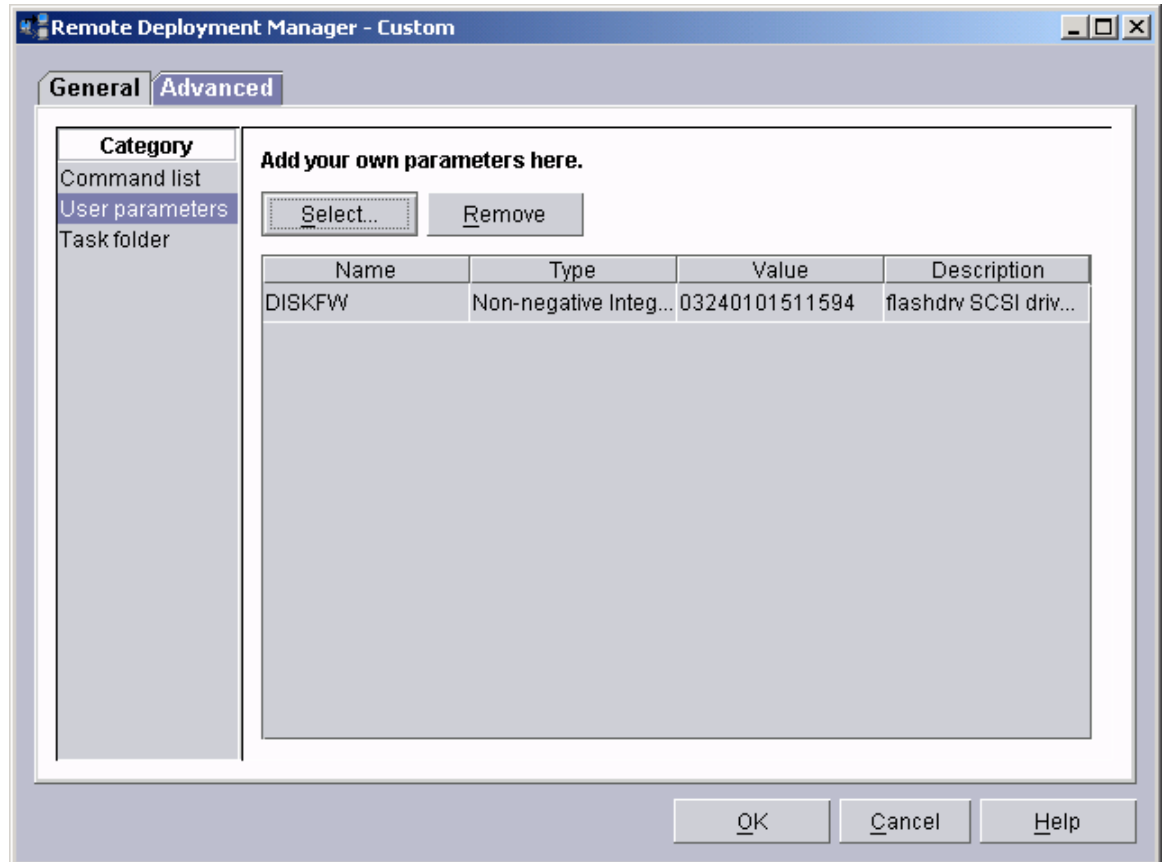 Remote Deployment Manager - Custom
General Advanced
Category
Command list
User parameters
Task folder
Add your own parameters here.
Select... Remove
Name Type Value Description
DISKFW Non-negative Integ... 03240101511594 flashdrv SCSI driv...
OK Cancel Help